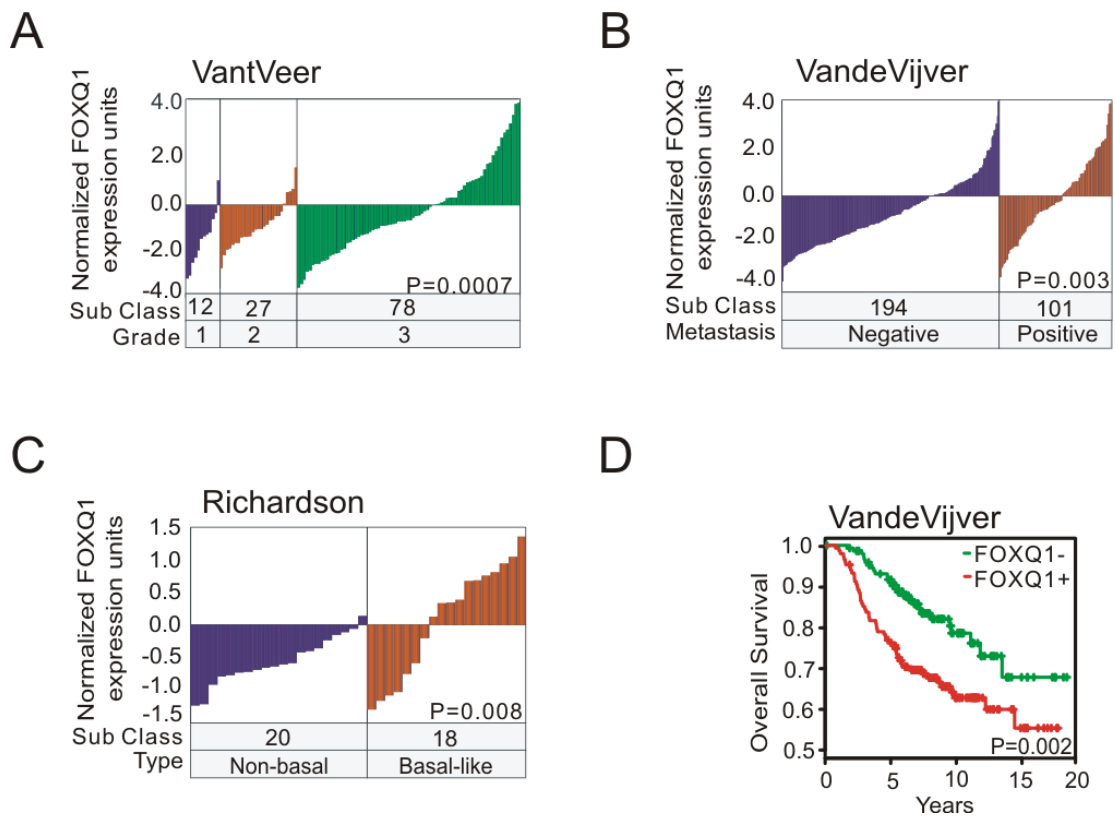 A
VantVeer
Normalized FOXQ1
expression units
4.0
2.0
0.0
-2.0
-4.0
P=0.0007
Sub Class 12 27 78
Grade 1 2 3
B
VandeVijver
Normalized FOXQ1
expression units
4.0
2.0
0.0
-2.0
-4.0
P=0.003
Sub Class 194 101
Metastasis Negative Positive
C
Richardson
Normalized FOXQ1
expression units
1.5
1.0
0.5
0.0
-0.5
-1.0
-1.5
P=0.008
Sub Class 20 18
Type Non-basal Basal-like
D
VandeVijver
Overall Survival
1.0
0.9
0.8
0.7
0.6
0.5
FOXQ1-
FOXQ1+
P=0.002
0 5 10 15 20
Years